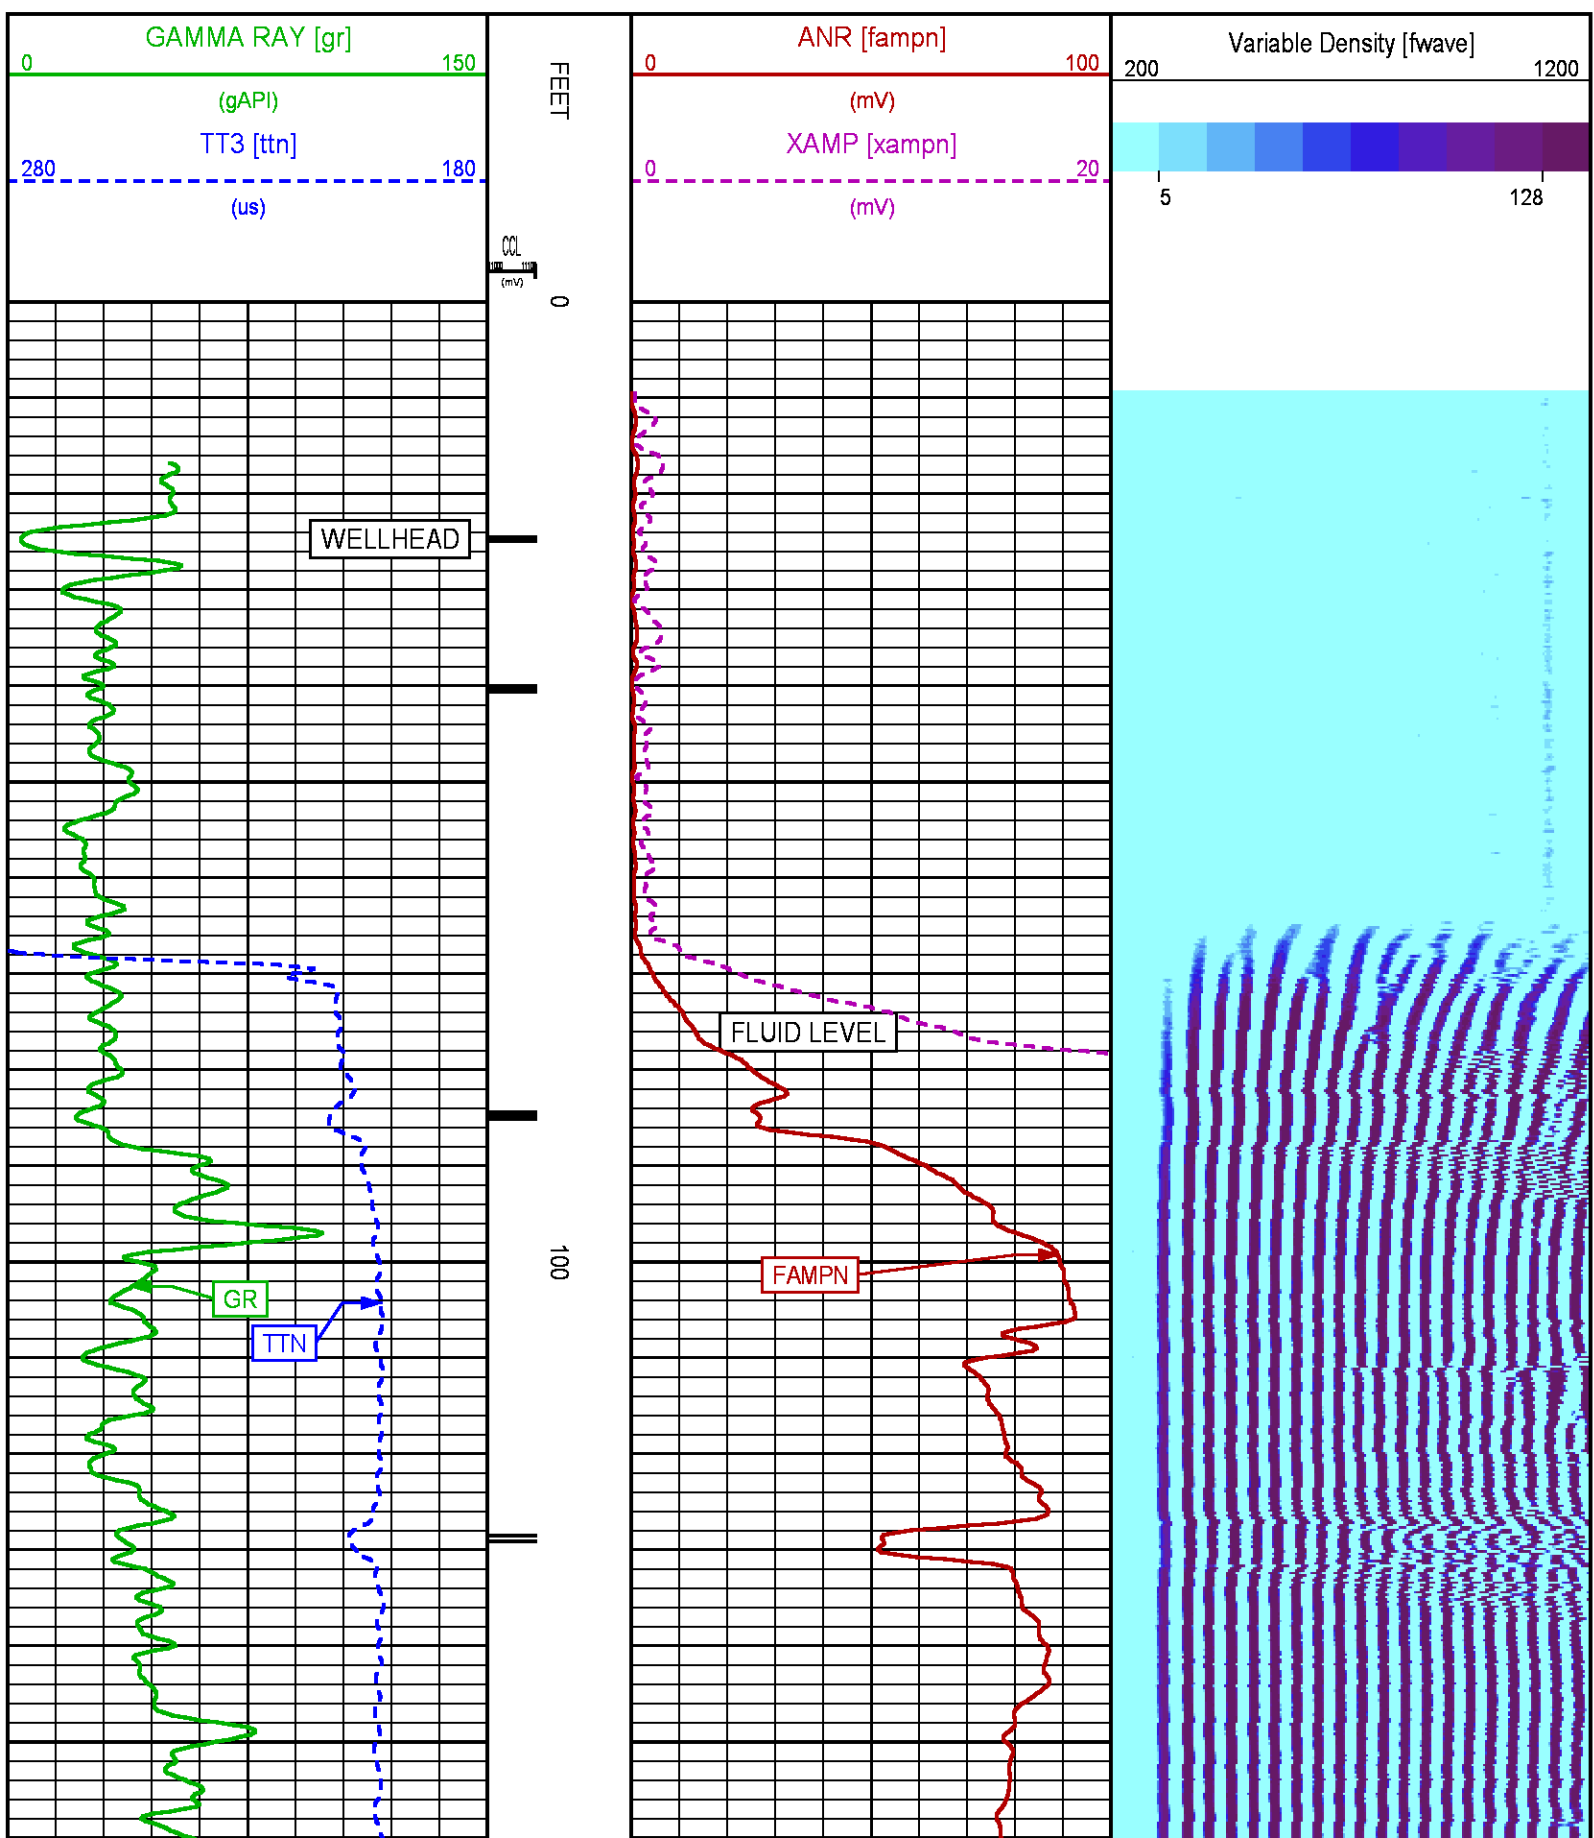 GAMMA RAY [gr]
0 150
(gAPI)
TT3 [ttn]
280 180
(us)
FEET
CCL
(mV)
0
ANR [fampn]
0 100
(mV)
XAMP [xampn]
0 20
(mV)
Variable Density [fwave]
200 1200
5 128
WELLHEAD
FLUID LEVEL
100
FAMPN
GR
TTN